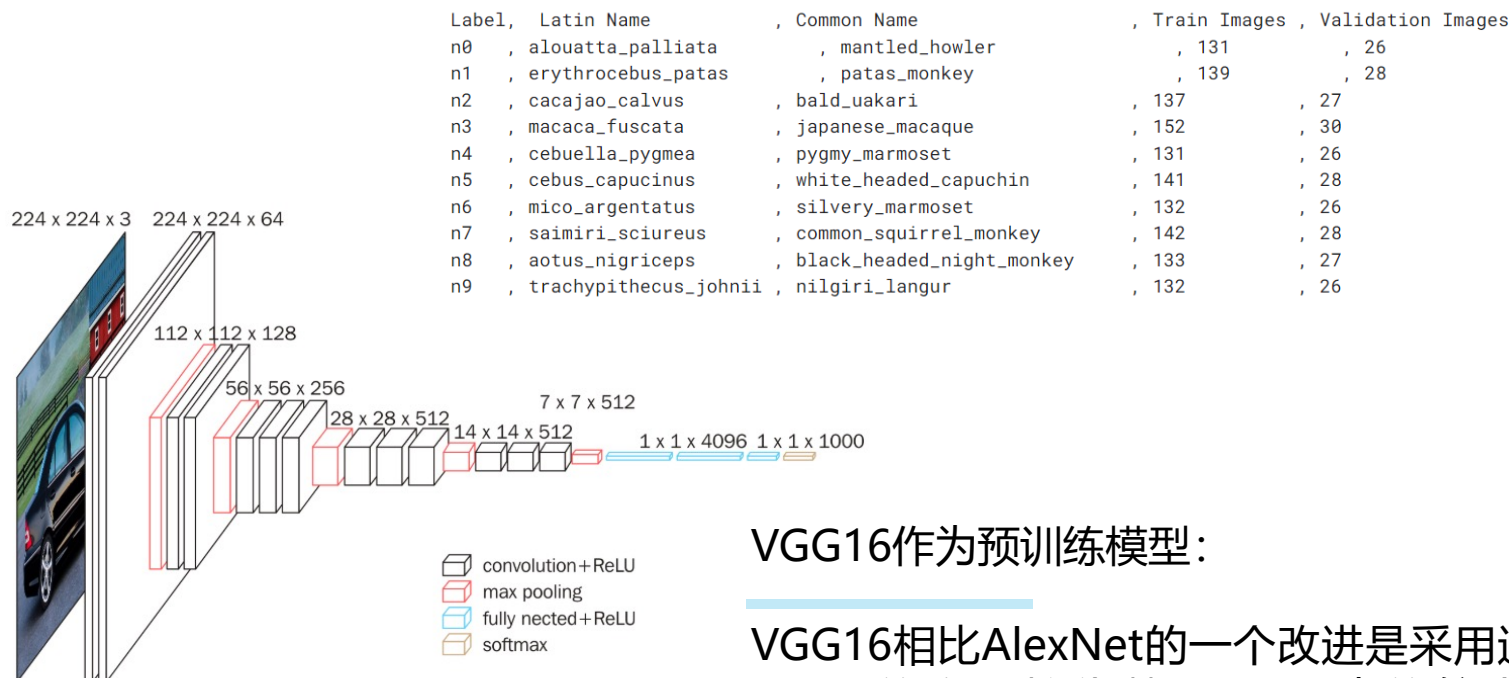 Label, Latin Name , Common Name , Train Images , Validation Images
n0 , alouatta_palliata , mantled_howler , 131 , 26
n1 , erythrocebus_patas , patas_monkey , 139 , 28
n2 , cacajao_calvus , bald_uakari , 137 , 27
n3 , macaca_fuscata , japanese_macaque , 152 , 30
n4 , cebuella_pygmea , pygmy_marmoset , 131 , 26
n5 , cebus_capucinus , white_headed_capuchin , 141 , 28
n6 , mico_argentatus , silvery_marmoset , 132 , 26
n7 , saimiri_sciureus , common_squirrel_monkey , 142 , 28
n8 , aotus_nigriceps , black_headed_night_monkey , 133 , 27
n9 , trachypithecus_johnii , nilgiri_langur , 132 , 26
224 x 224 x 3 224 x 224 x 64
112 x 112 x 128
56 x 56 x 256
28 x 28 x 512
14 x 14 x 512
7 x 7 x 512
1 x 1 x 4096 1 x 1 x 1000
convolution+ReLU
max pooling
fully nected+ReLU
softmax
VGG16作为预训练模型：
VGG16相比AlexNet的一个改进是采用